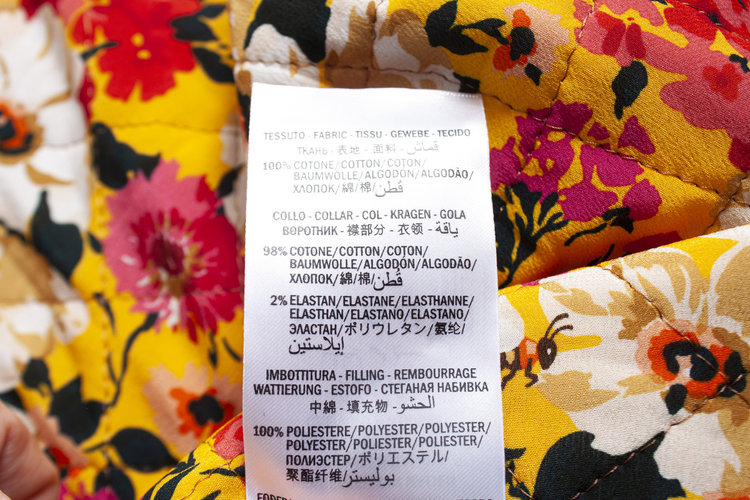 TESSUTO - FABRIC - TISSU - GEWEBE - TECIDO
ТКАНЬ - 表地 - 面料 - قماش
100% COTONE/COTTON/COTON/
BAUMWOLLE/ALGODÓN/ALGODÃO/
ХЛОПОК/綿/棉/قطن
COLLO - COLLAR - COL - KRAGEN - GOLA
ВОРОТНИК - 襟部分 - 衣领 - ياقة
98% COTONE/COTTON/COTON/
BAUMWOLLE/ALGODÓN/ALGODÃO/
ХЛОПОК/綿/棉/قطن
2% ELASTAN/ELASTANE/ELASTHANNE/
ELASTHAN/ELASTANO/ELASTANO/
ЭЛАСТАН/ポリウレタン/氨纶/
إيلاستين
IMBOTTITURA - FILLING - REMBOURRAGE
WATTIERUNG - ESTOFO - СТЕГАНАЯ НАБИВКА
中綿 - 填充物 - الحشو
100% POLIESTERE/POLYESTER/POLYESTER/
POLYESTER/POLIÉSTER/POLIÉSTER/
ПОЛИЭСТЕР/ポリエステル/
聚酯纤维/بوليستر